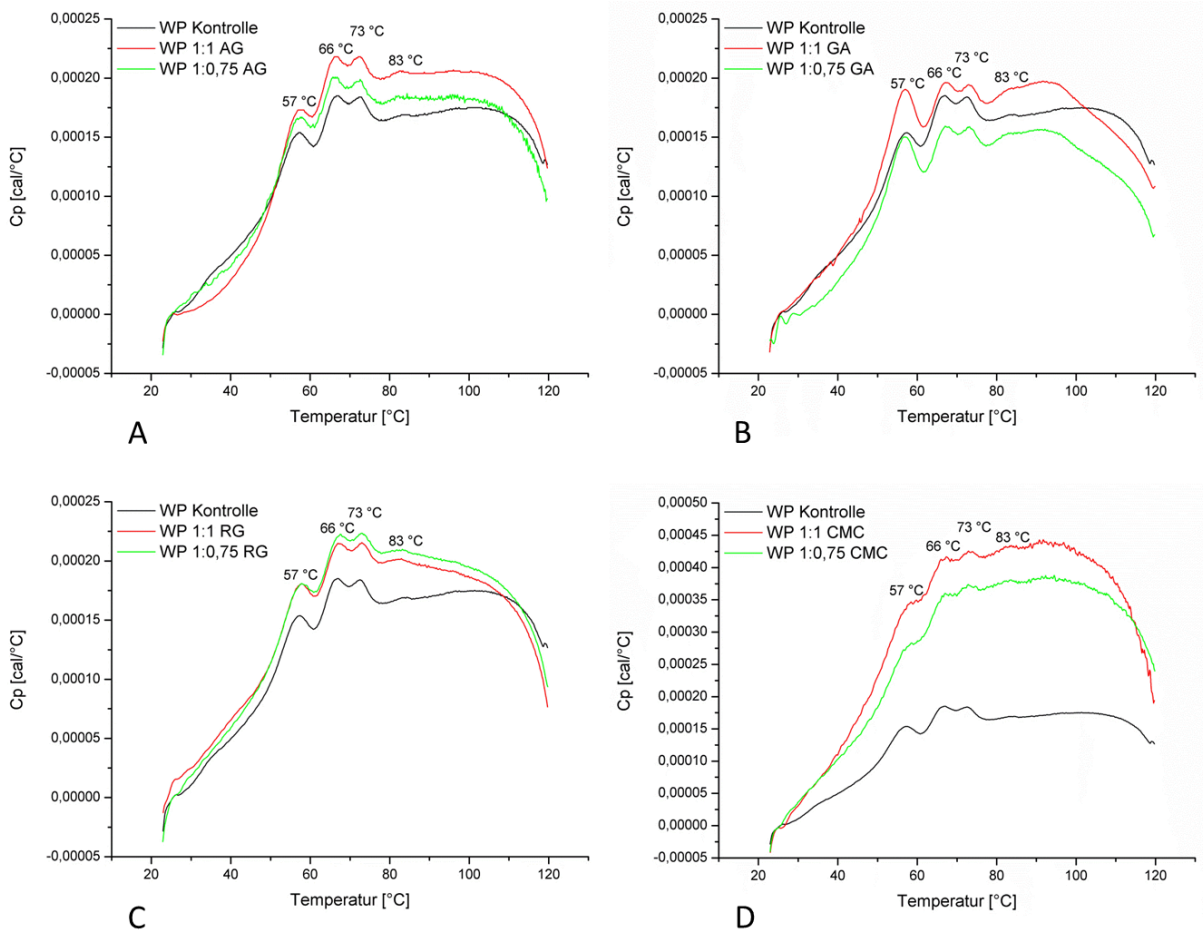 WP Kontrolle
WP 1:1 AG
WP 1:0,75 AG
73 °C
66 °C
83 °C
57 °C
0,00025
0,00020
0,00015
0,00010
0,00005
0,00000
-0,00005
Cp [cal/°C]
20 40 60 80 100 120
Temperatur [°C]
A
WP Kontrolle
WP 1:1 GA
WP 1:0,75 GA
73 °C
66 °C
83 °C
57 °C
0,00025
0,00020
0,00015
0,00010
0,00005
0,00000
-0,00005
Cp [cal/°C]
20 40 60 80 100 120
Temperatur [°C]
B
WP Kontrolle
WP 1:1 RG
WP 1:0,75 RG
73 °C
66 °C
83 °C
57 °C
0,00025
0,00020
0,00015
0,00010
0,00005
0,00000
-0,00005
Cp [cal/°C]
20 40 60 80 100 120
Temperatur [°C]
C
WP Kontrolle
WP 1:1 CMC
WP 1:0,75 CMC
73 °C
66 °C
83 °C
57 °C
0,00050
0,00045
0,00040
0,00035
0,00030
0,00025
0,00020
0,00015
0,00010
0,00005
0,00000
-0,00005
Cp [cal/°C]
20 40 60 80 100 120
Temperatur [°C]
D